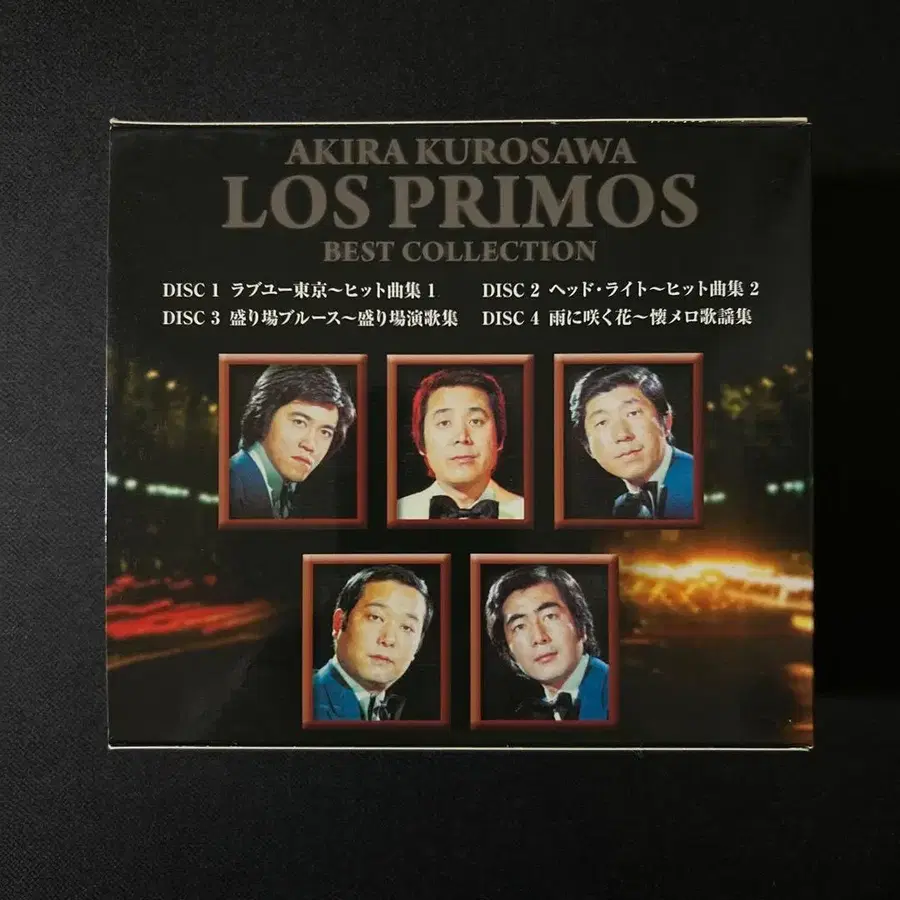 AKIRA KUROSAWA
LOS PRIMOS
BEST COLLECTION
DISC 1 ラブユー東京〜ヒット曲集 1
DISC 2 ヘッド・ライト〜ヒット曲集 2
DISC 3 盛り場ブルース〜盛り場演歌集
DISC 4 雨に咲く花〜懐メロ歌謡集